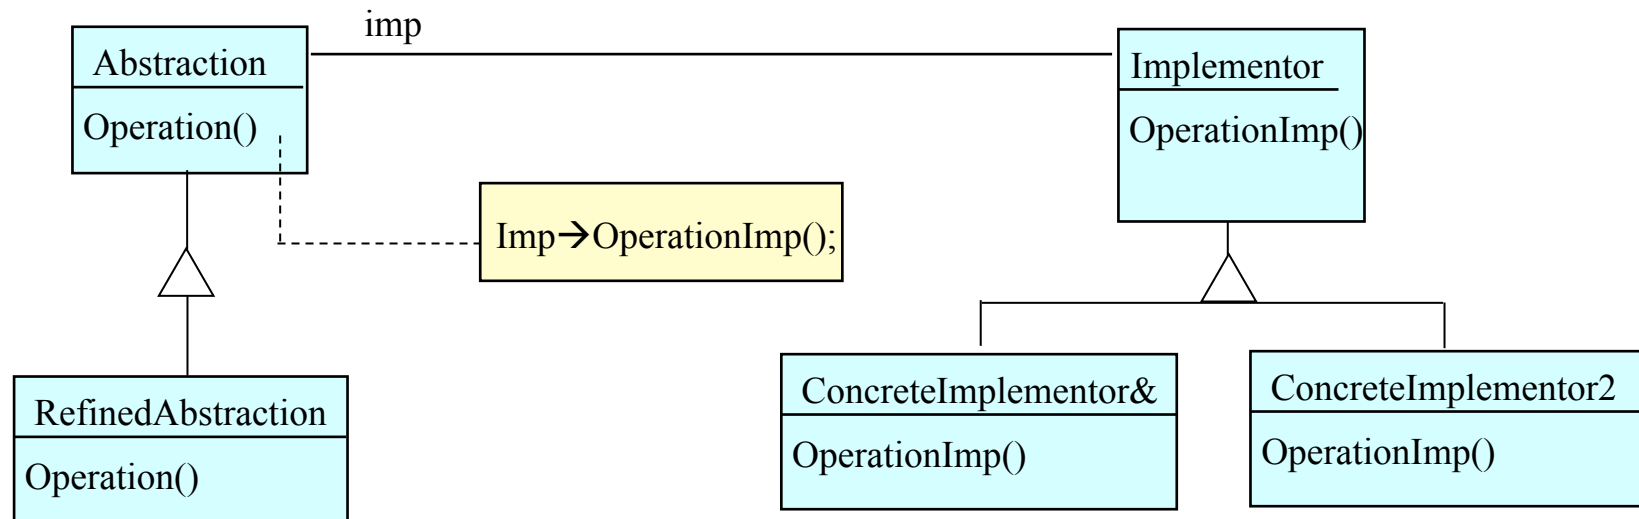 imp
Abstraction
Operation()
Implementor
OperationImp()
Imp→OperationImp();
RefinedAbstraction
Operation()
ConcreteImplementor&
OperationImp()
ConcreteImplementor2
OperationImp()